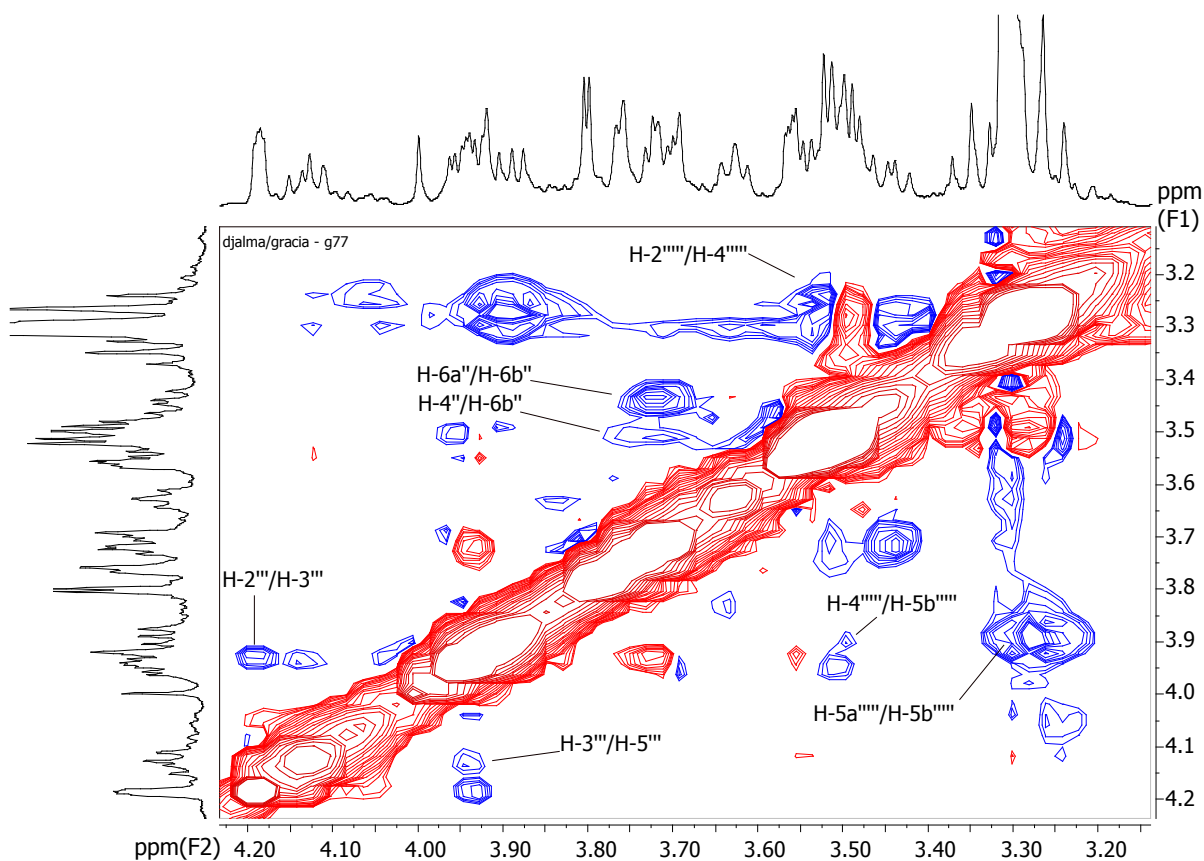 ppm
(F1)
djalma/gracia - g77
H-2""'/H-4""'
3.2
3.3
H-6a"/H-6b"
3.4
H-4"/H-6b"
3.5
3.6
3.7
H-2"'/H-3"'
3.8
H-4""'/H-5b""'
3.9
4.0
H-5a""'/H-5b""'
H-3"'/H-5"'
4.1
4.2
ppm(F2) 4.20 4.10 4.00 3.90 3.80 3.70 3.60 3.50 3.40 3.30 3.20